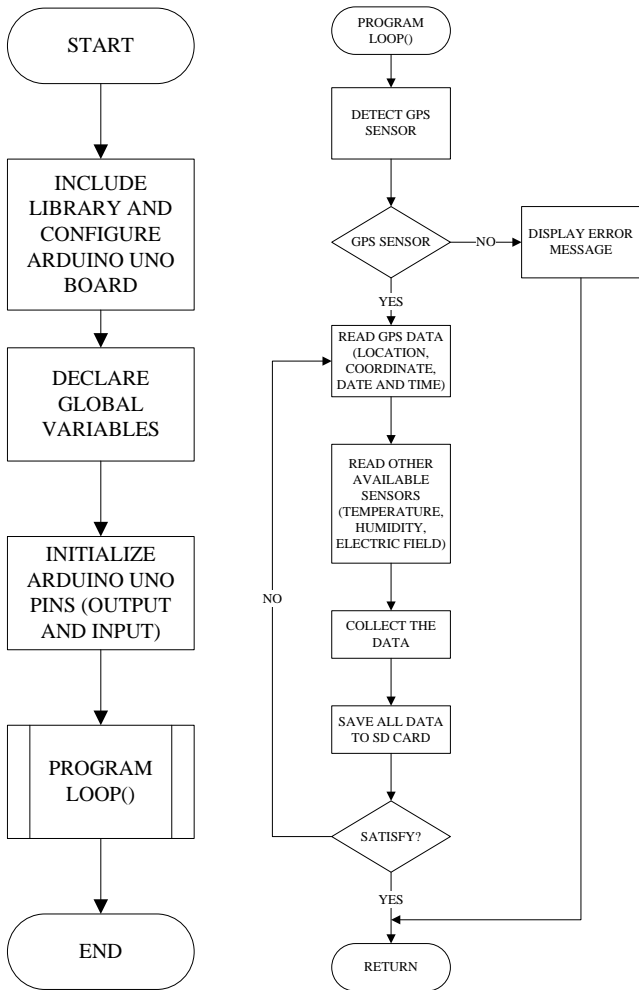 START
INCLUDE
LIBRARY AND
CONFIGURE
ARDUINO UNO
BOARD
DECLARE
GLOBAL
VARIABLES
INITIALIZE
ARDUINO UNO
PINS (OUTPUT
AND INPUT)
PROGRAM
LOOP()
END
PROGRAM
LOOP()
DETECT GPS
SENSOR
GPS SENSOR
NO
DISPLAY ERROR
MESSAGE
YES
READ GPS DATA
(LOCATION,
COORDINATE,
DATE AND TIME)
READ OTHER
AVAILABLE
SENSORS
(TEMPERATURE,
HUMIDITY,
ELECTRIC FIELD)
NO
COLLECT THE
DATA
SAVE ALL DATA
TO SD CARD
SATISFY?
YES
RETURN